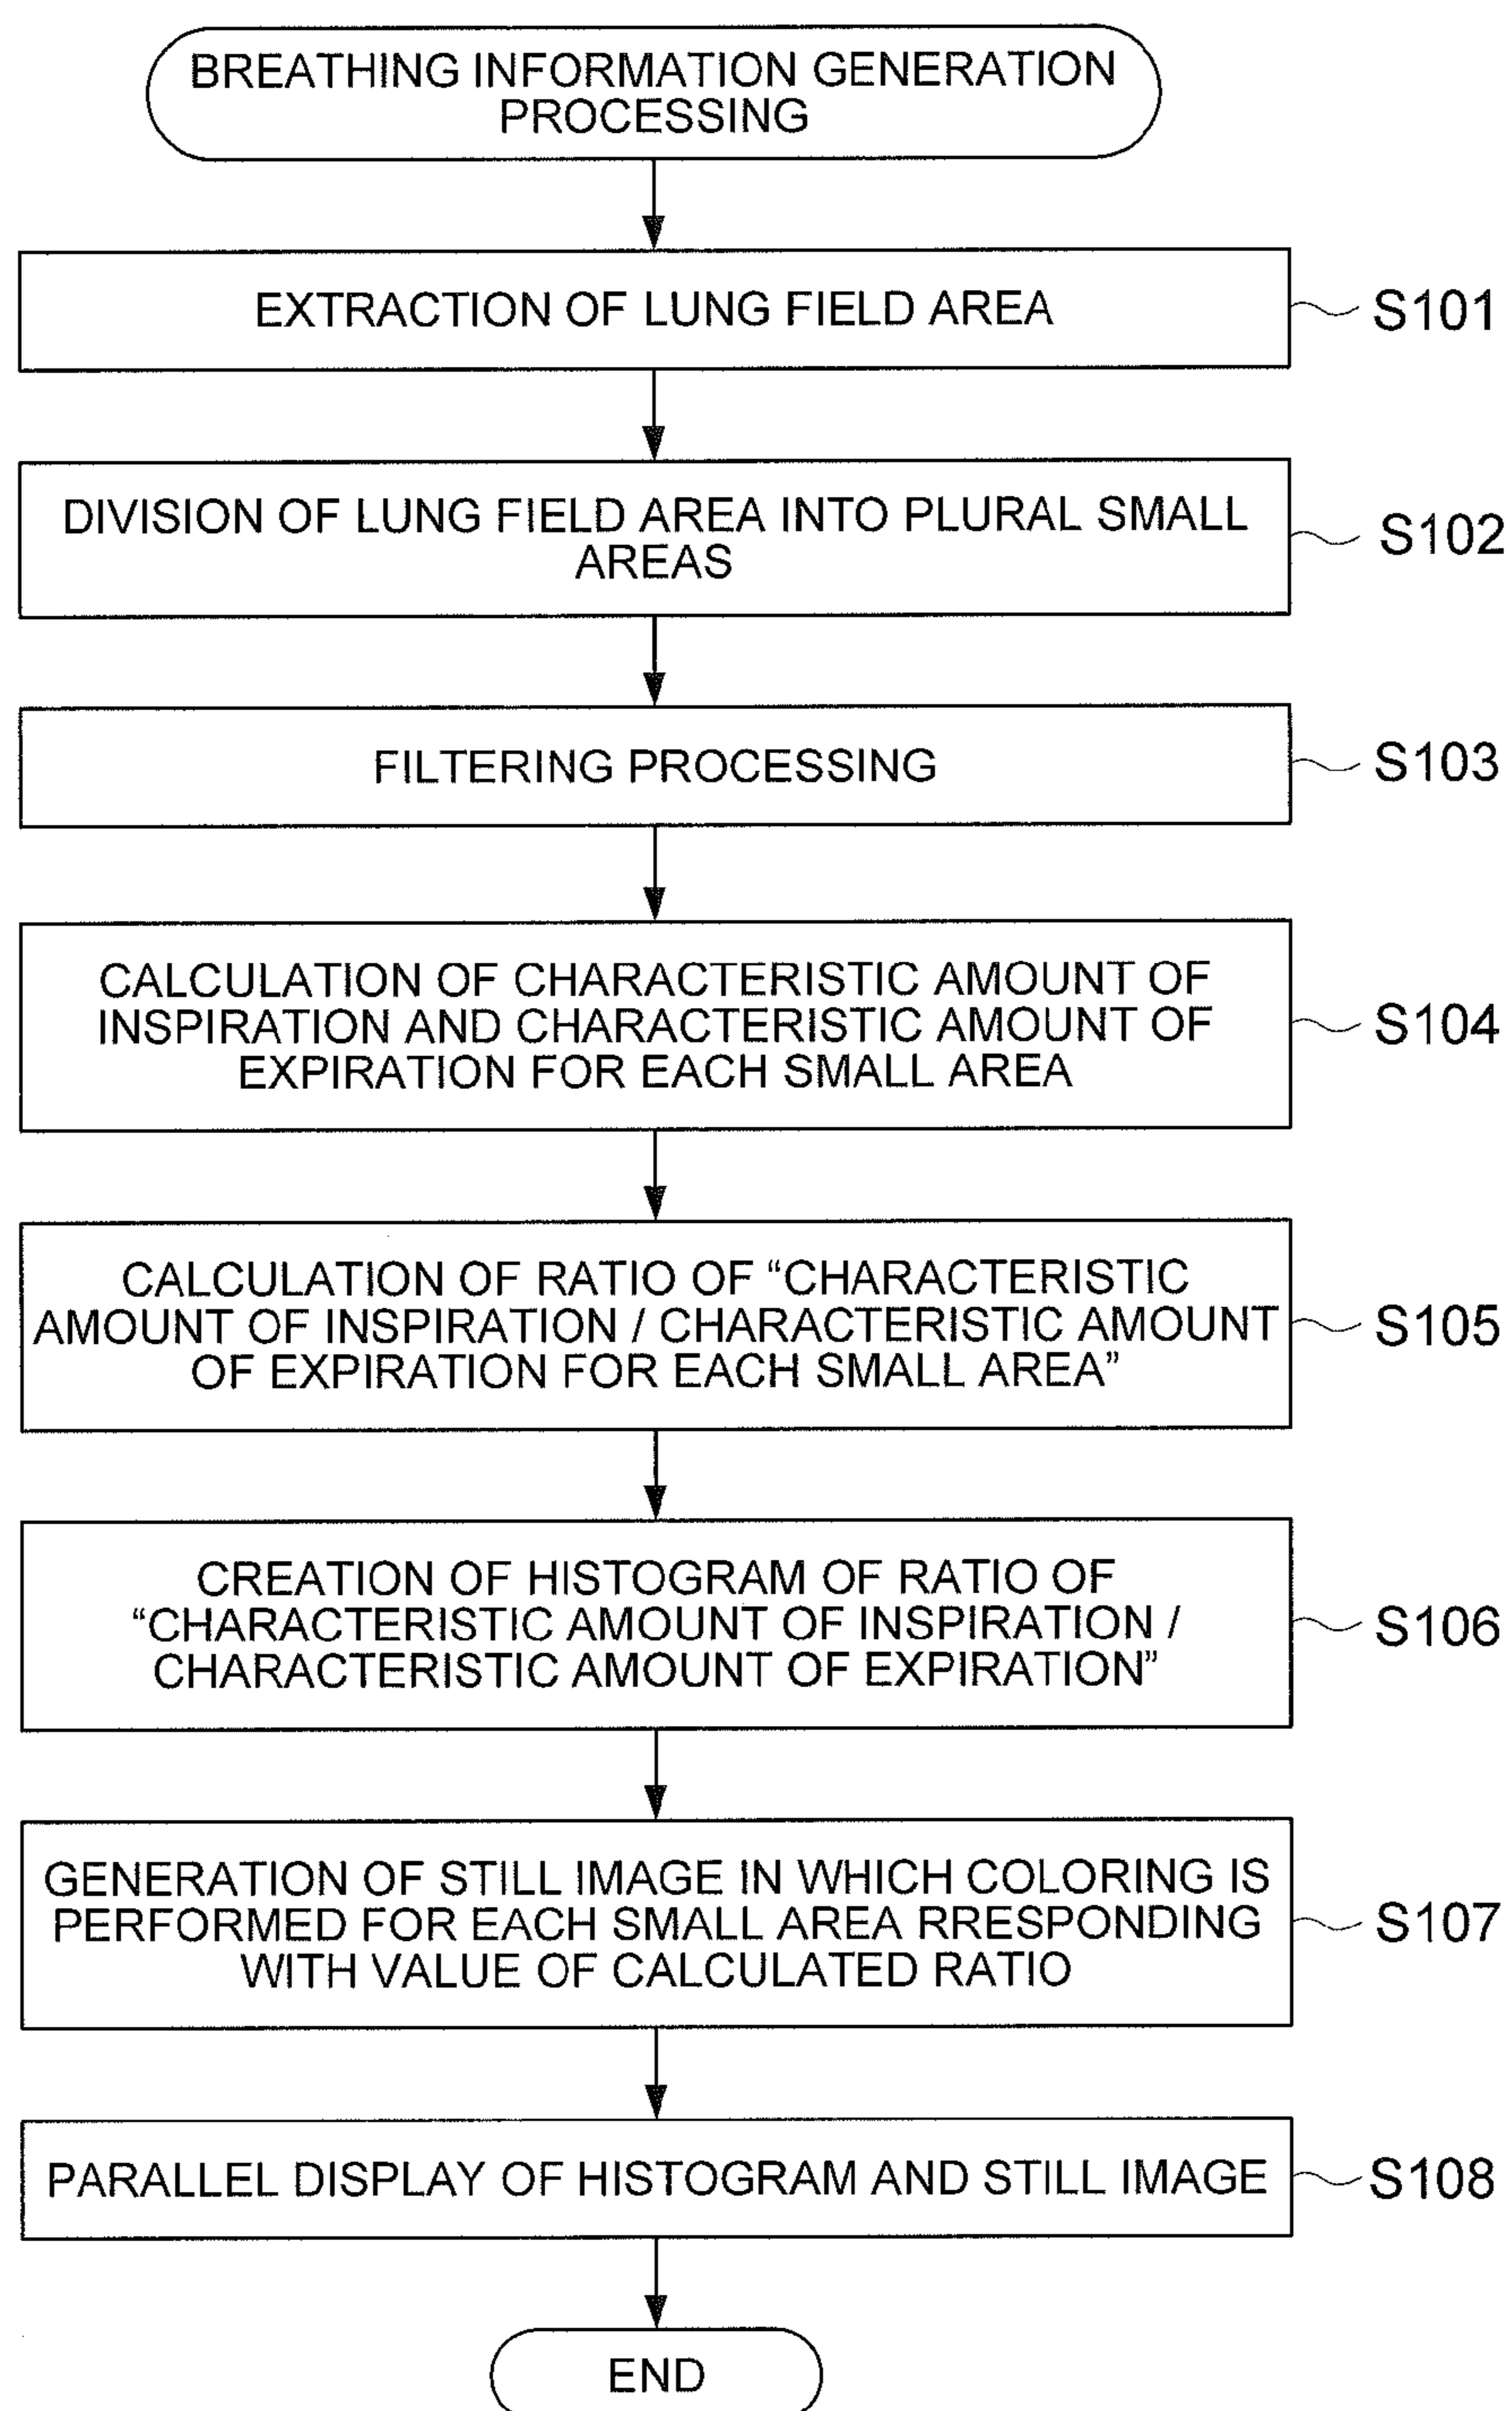 BREATHING INFORMATION GENERATION
PROCESSING
EXTRACTION OF LUNG FIELD AREA
S101
DIVISION OF LUNG FIELD AREA INTO PLURAL SMALL
AREAS
S102
FILTERING PROCESSING
S103
CALCULATION OF CHARACTERISTIC AMOUNT OF
INSPIRATION AND CHARACTERISTIC AMOUNT OF
EXPIRATION FOR EACH SMALL AREA
S104
CALCULATION OF RATIO OF “CHARACTERISTIC
AMOUNT OF INSPIRATION / CHARACTERISTIC AMOUNT
OF EXPIRATION FOR EACH SMALL AREA”
S105
CREATION OF HISTOGRAM OF RATIO OF
“CHARACTERISTIC AMOUNT OF INSPIRATION /
CHARACTERISTIC AMOUNT OF EXPIRATION”
S106
GENERATION OF STILL IMAGE IN WHICH COLORING IS
PERFORMED FOR EACH SMALL AREA RRESPONDING
WITH VALUE OF CALCULATED RATIO
S107
PARALLEL DISPLAY OF HISTOGRAM AND STILL IMAGE
S108
END